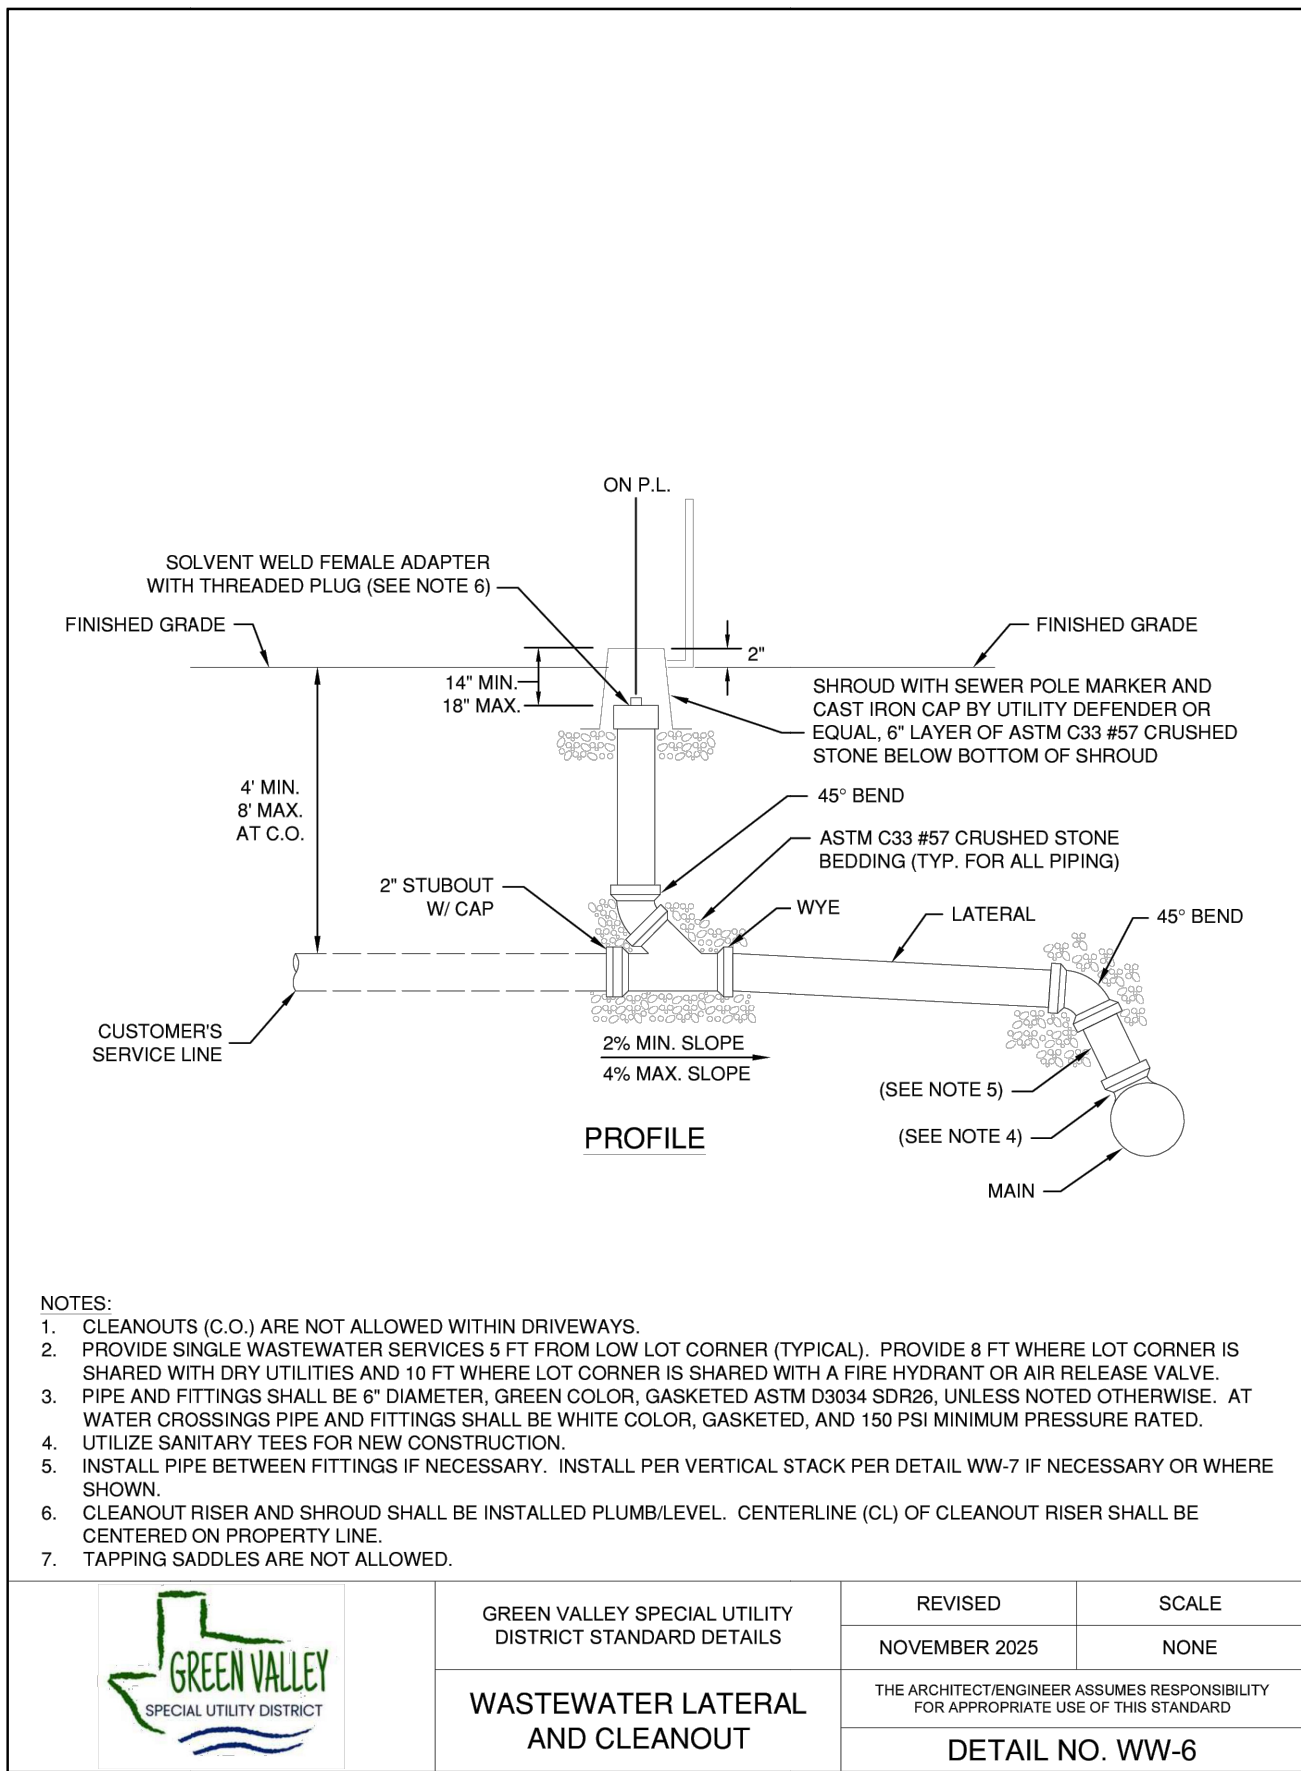 ON P.L.
SOLVENT WELD FEMALE ADAPTER
WITH THREADED PLUG (SEE NOTE 6)
FINISHED GRADE
FINISHED GRADE
2"
14" MIN.
18" MAX.
SHROUD WITH SEWER POLE MARKER AND
CAST IRON CAP BY UTILITY DEFENDER OR
EQUAL, 6" LAYER OF ASTM C33 #57 CRUSHED
STONE BELOW BOTTOM OF SHROUD
4' MIN.
8' MAX.
AT C.O.
45° BEND
ASTM C33 #57 CRUSHED STONE
BEDDING (TYP. FOR ALL PIPING)
2" STUBOUT
W/ CAP
WYE
LATERAL
45° BEND
CUSTOMER'S
SERVICE LINE
2% MIN. SLOPE
4% MAX. SLOPE
(SEE NOTE 5)
(SEE NOTE 4)
MAIN
PROFILE
NOTES:
1. CLEANOUTS (C.O.) ARE NOT ALLOWED WITHIN DRIVEWAYS.
2. PROVIDE SINGLE WASTEWATER SERVICES 5 FT FROM LOW LOT CORNER (TYPICAL). PROVIDE 8 FT WHERE LOT CORNER IS
SHARED WITH DRY UTILITIES AND 10 FT WHERE LOT CORNER IS SHARED WITH A FIRE HYDRANT OR AIR RELEASE VALVE.
3. PIPE AND FITTINGS SHALL BE 6" DIAMETER, GREEN COLOR, GASKETED ASTM D3034 SDR26, UNLESS NOTED OTHERWISE. AT
WATER CROSSINGS PIPE AND FITTINGS SHALL BE WHITE COLOR, GASKETED, AND 150 PSI MINIMUM PRESSURE RATED.
4. UTILIZE SANITARY TEES FOR NEW CONSTRUCTION.
5. INSTALL PIPE BETWEEN FITTINGS IF NECESSARY. INSTALL PER VERTICAL STACK PER DETAIL WW-7 IF NECESSARY OR WHERE
SHOWN.
6. CLEANOUT RISER AND SHROUD SHALL BE INSTALLED PLUMB/LEVEL. CENTERLINE (CL) OF CLEANOUT RISER SHALL BE
CENTERED ON PROPERTY LINE.
7. TAPPING SADDLES ARE NOT ALLOWED.
GREEN VALLEY
SPECIAL UTILITY DISTRICT
GREEN VALLEY SPECIAL UTILITY
DISTRICT STANDARD DETAILS
WASTEWATER LATERAL
AND CLEANOUT
REVISED
SCALE
NOVEMBER 2025
NONE
THE ARCHITECT/ENGINEER ASSUMES RESPONSIBILITY
FOR APPROPRIATE USE OF THIS STANDARD
DETAIL NO. WW-6